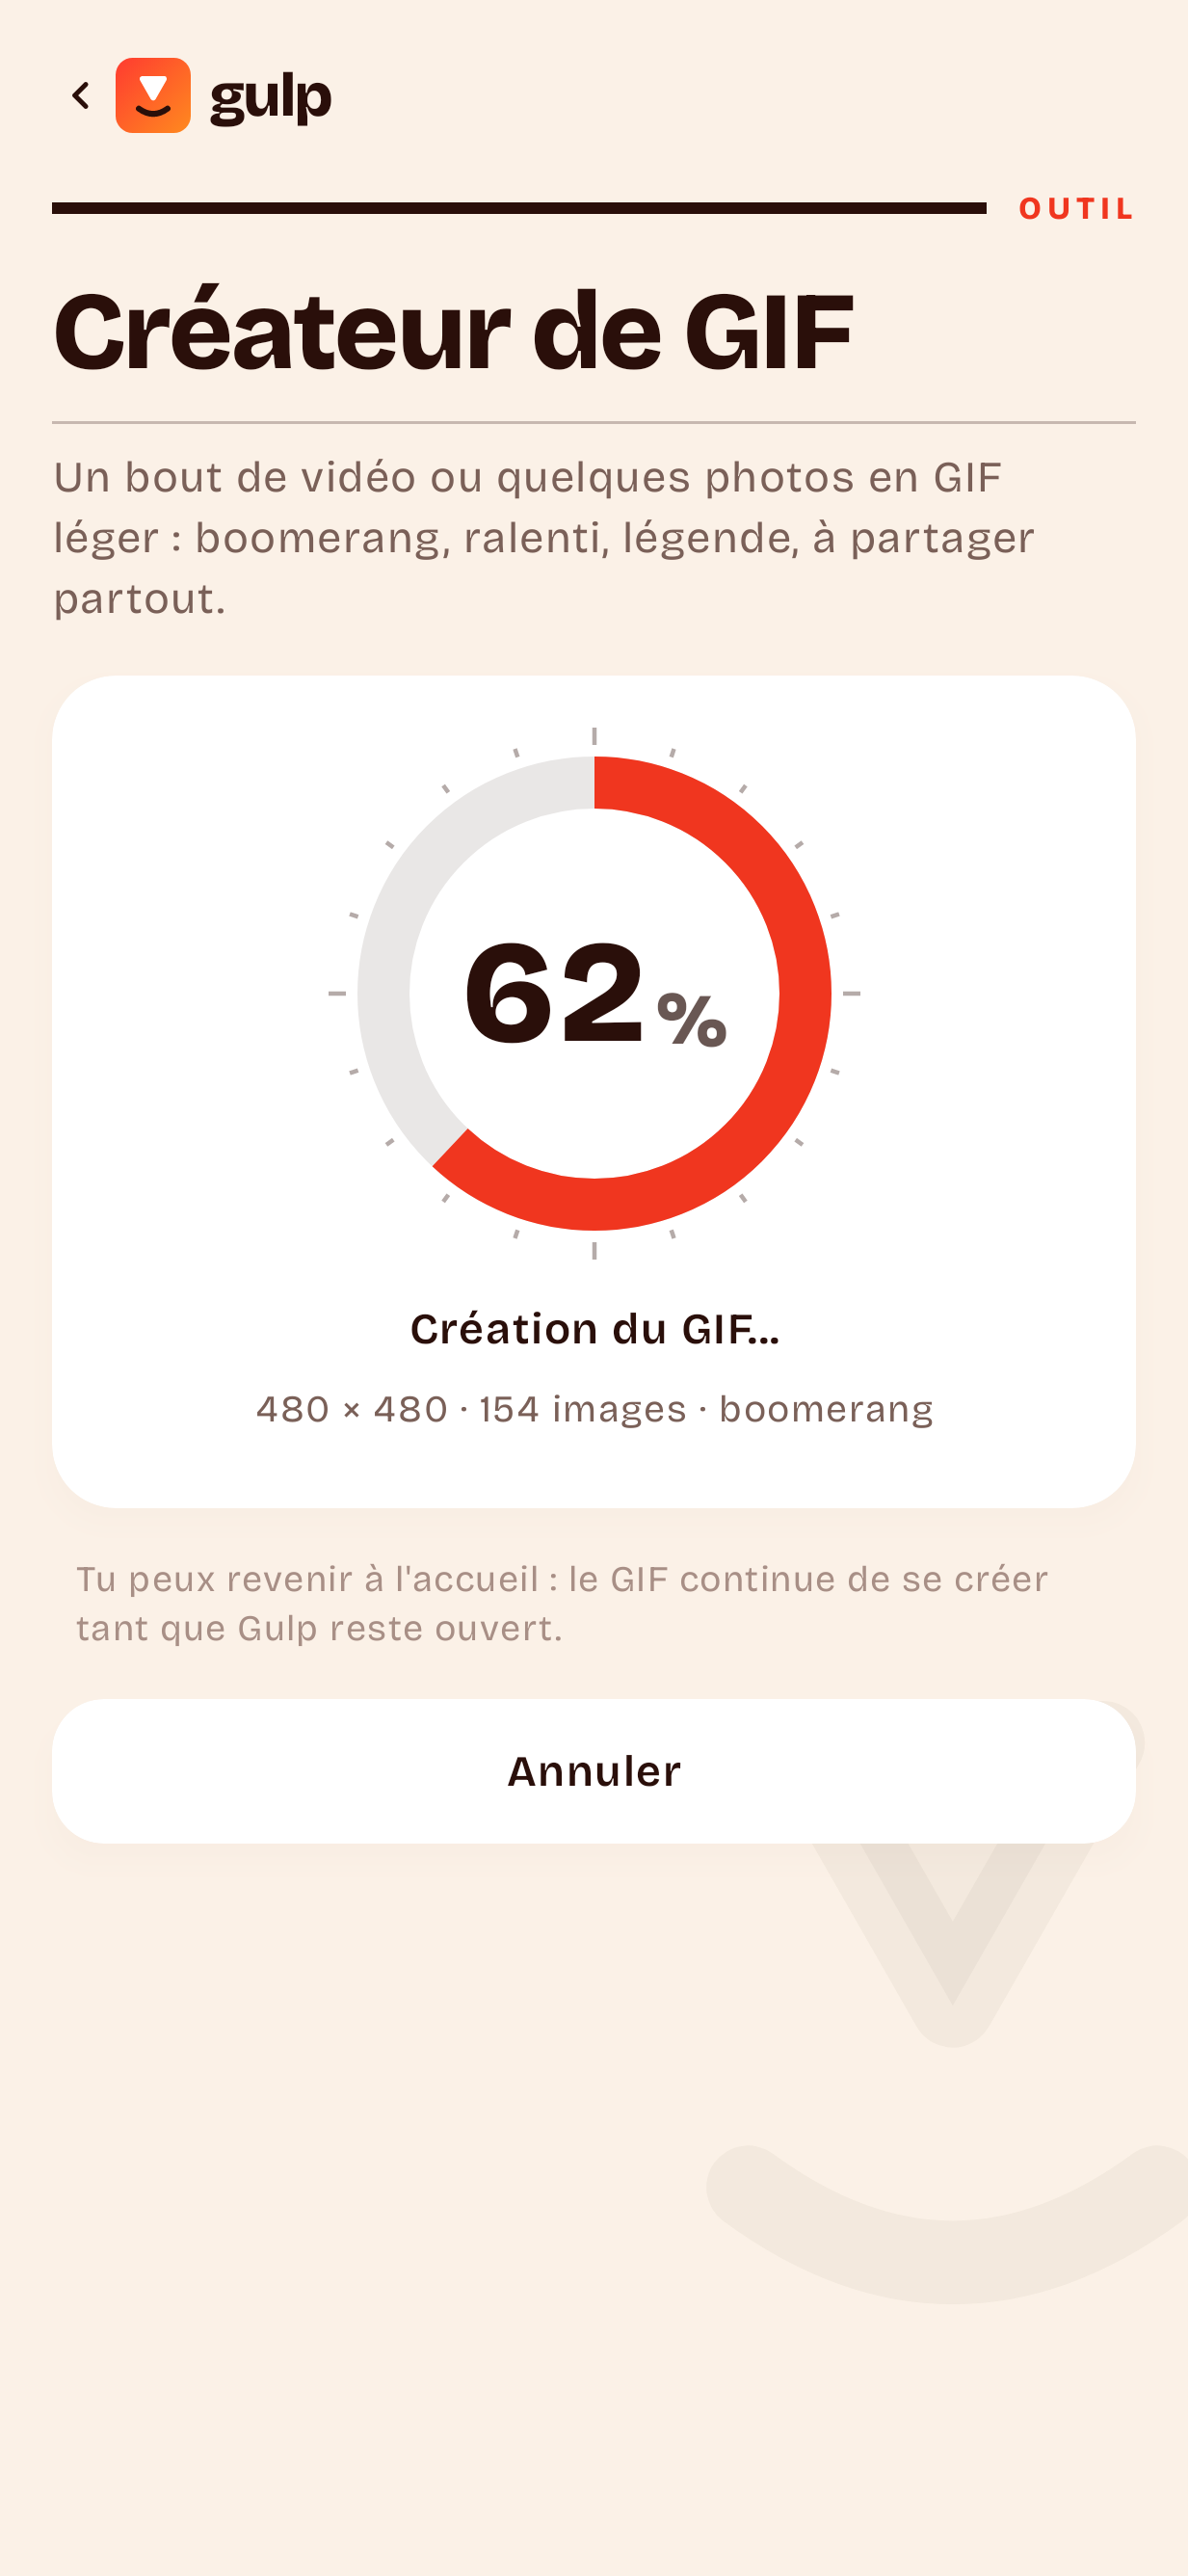 gulp
OUTIL
Créateur de GIF
Un bout de vidéo ou quelques photos en GIF
léger : boomerang, ralenti, légende, à partager
partout.
62%
Création du GIF...
480 × 480 · 154 images · boomerang
Tu peux revenir à l'accueil : le GIF continue de se créer
tant que Gulp reste ouvert.
Annuler